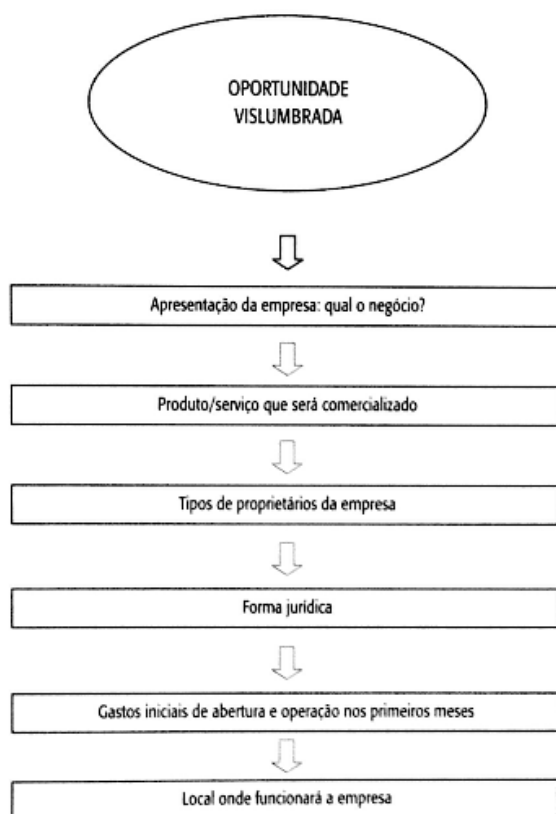 OPORTUNIDADE
VISLUMBRADA
Apresentação da empresa: qual o negócio?
Produto/serviço que será comercializado
Tipos de proprietários da empresa
Forma jurídica
Gastos iniciais de abertura e operação nos primeiros meses
Local onde funcionará a empresa